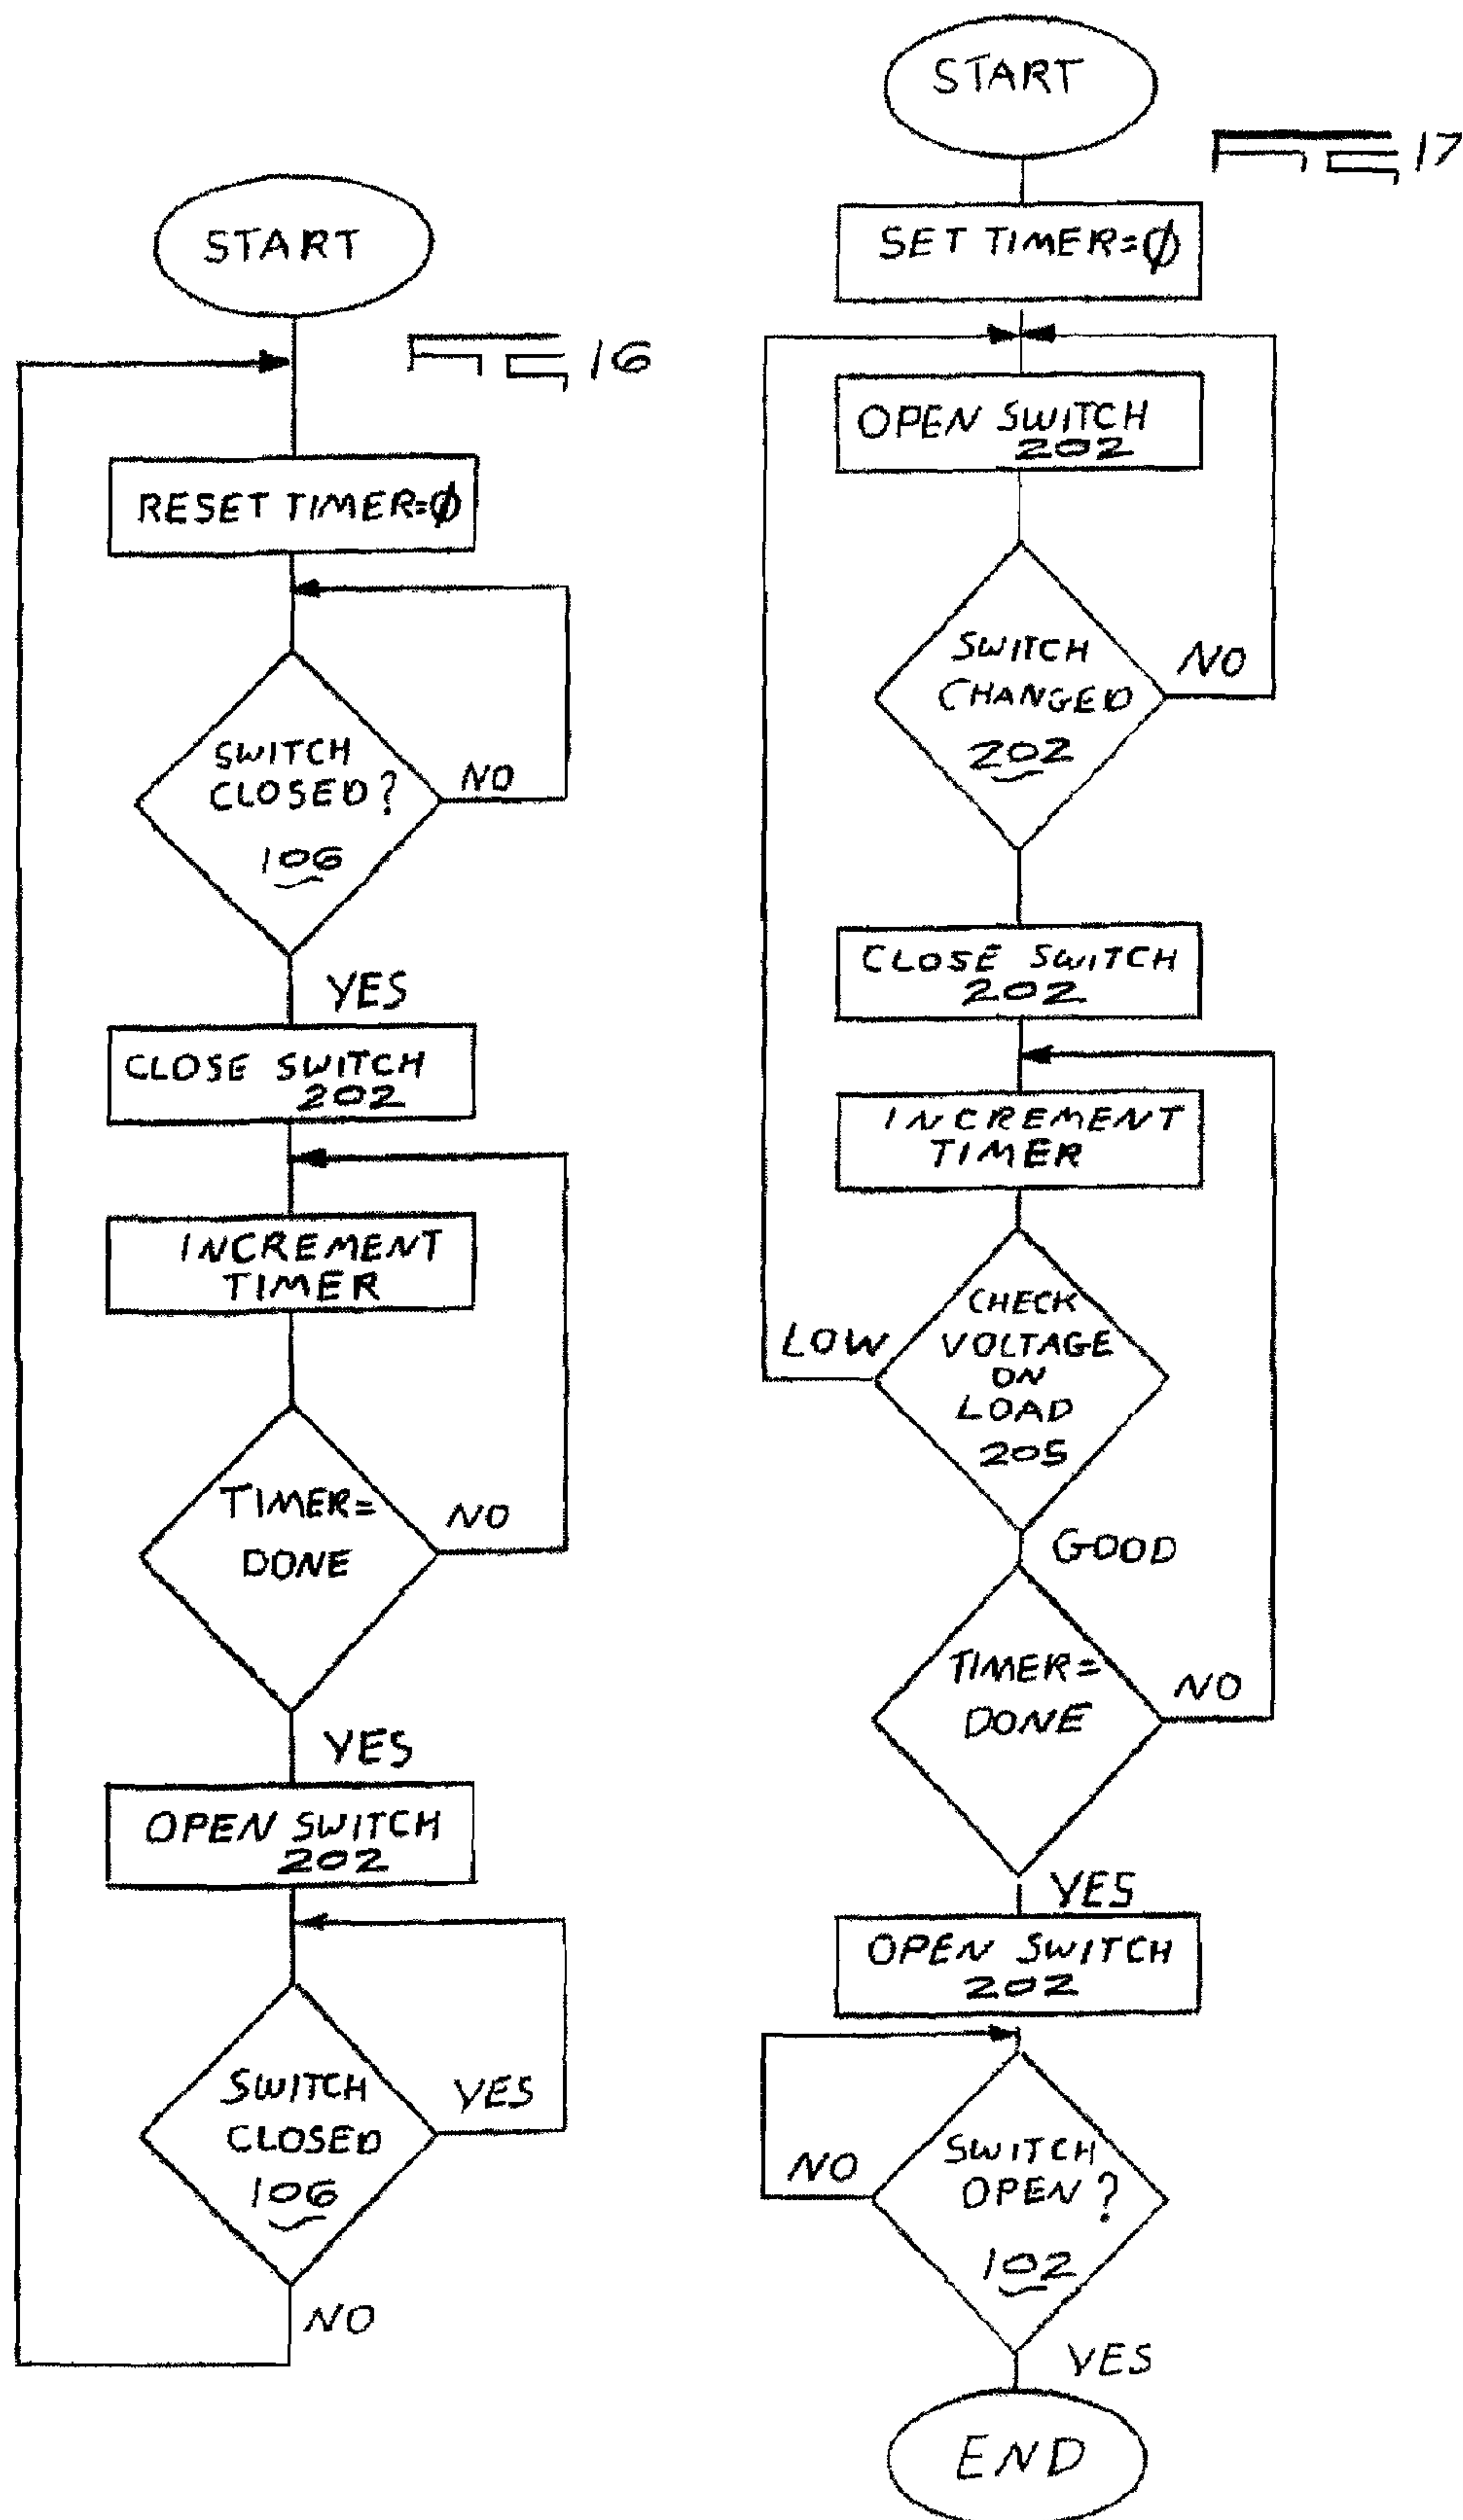 START
FIG 16
RESET TIMER=Ø
SWITCH
CLOSED?
106
NO
YES
CLOSE SWITCH
202
INCREMENT
TIMER
TIMER=
DONE
NO
YES
OPEN SWITCH
202
SWITCH
CLOSED
106
YES
NO
START
FIG 17
SET TIMER=Ø
OPEN SWITCH
202
SWITCH
CHANGED
202
NO
CLOSE SWITCH
202
INCREMENT
TIMER
CHECK
VOLTAGE
ON
LOAD
205
LOW
GOOD
TIMER=
DONE
NO
YES
OPEN SWITCH
202
SWITCH
OPEN?
102
NO
YES
END